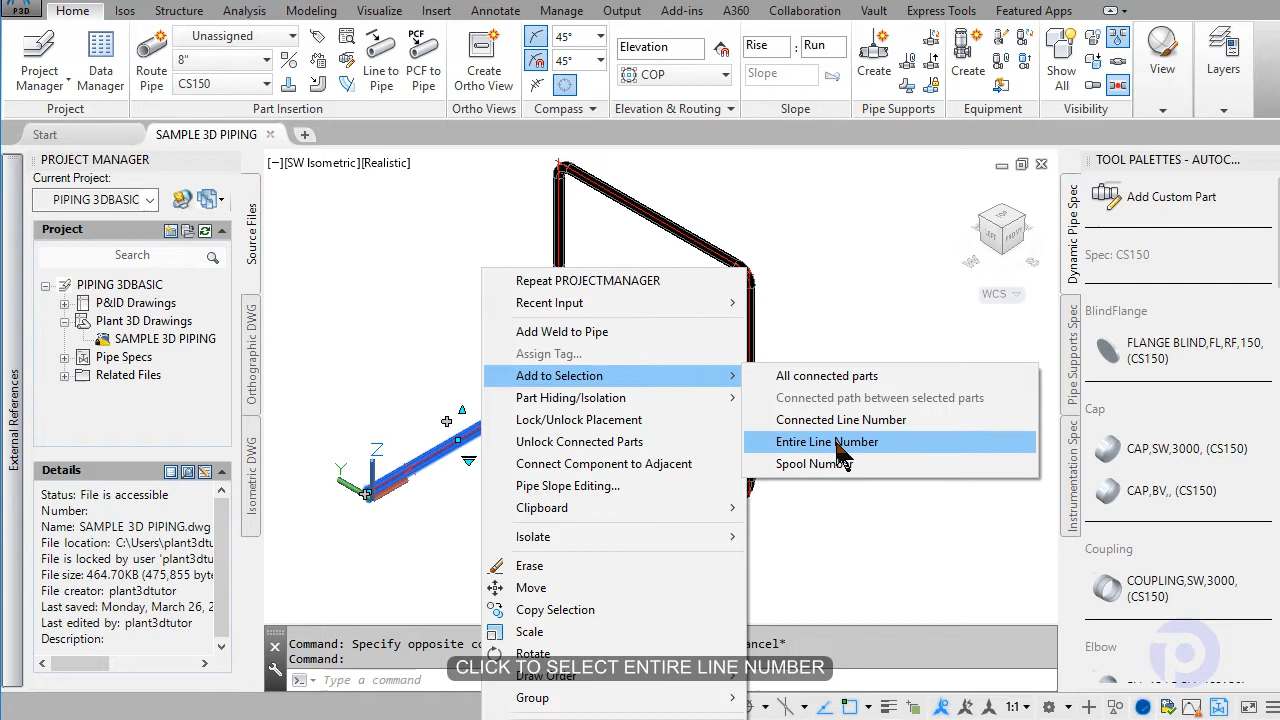 P3D
Home
Isos
Structure
Analysis
Modeling
Visualize
Insert
Annotate
Manage
Output
Add-ins
A360
Collaboration
Vault
Express Tools
Featured Apps
Project
Manager
Data
Manager
Project
Route
Pipe
Unassigned
8"
CS150
Line to
Pipe
PCF to
Pipe
Part Insertion
Create
Ortho View
Ortho Views
45°
45°
Compass
Elevation
COP
Elevation & Routing
Rise
:
Run
Slope
Slope
Create
Pipe Supports
Create
Equipment
Show
All
Visibility
View
Layers
Start
SAMPLE 3D PIPING
PROJECT MANAGER
Current Project:
PIPING 3DBASIC
Project
Search
PIPING 3DBASIC
P&ID Drawings
Plant 3D Drawings
SAMPLE 3D PIPING
Pipe Specs
Related Files
Source Files
Orthographic DWG
Isometric DWG
External References
Details
Status: File is accessible
Number:
Name: SAMPLE 3D PIPING.dwg
File location: C:\Users\plant3dtu
File is locked by user 'plant3dtu
File size: 464.70KB (475,855 byte
File creator: plant3dtutor
Last saved: Monday, March 26, 2
Last edited by: plant3dtutor
Description:
[−][SW Isometric][Realistic]
TOP
LEFT
FRONT
WCS
X
Y
Z
Repeat PROJECTMANAGER
Recent Input
Add Weld to Pipe
Assign Tag...
Add to Selection
Part Hiding/Isolation
Lock/Unlock Placement
Unlock Connected Parts
Connect Component to Adjacent
Pipe Slope Editing...
Clipboard
Isolate
Erase
Move
Copy Selection
Scale
Rotate
Draw Order
Group
All connected parts
Connected path between selected parts
Connected Line Number
Entire Line Number
Spool Number
Command: Specify opposite co
ancel*
Command:
Type a command
CLICK TO SELECT ENTIRE LINE NUMBER
1:1
TOOL PALETTES - AUTOC...
Dynamic Pipe Spec
Pipe Supports Spec
Instrumentation Spec
Add Custom Part
Spec: CS150
BlindFlange
FLANGE BLIND,FL,RF,150,
(CS150)
Cap
CAP,SW,3000, (CS150)
CAP,BV,, (CS150)
Coupling
COUPLING,SW,3000,
(CS150)
Elbow